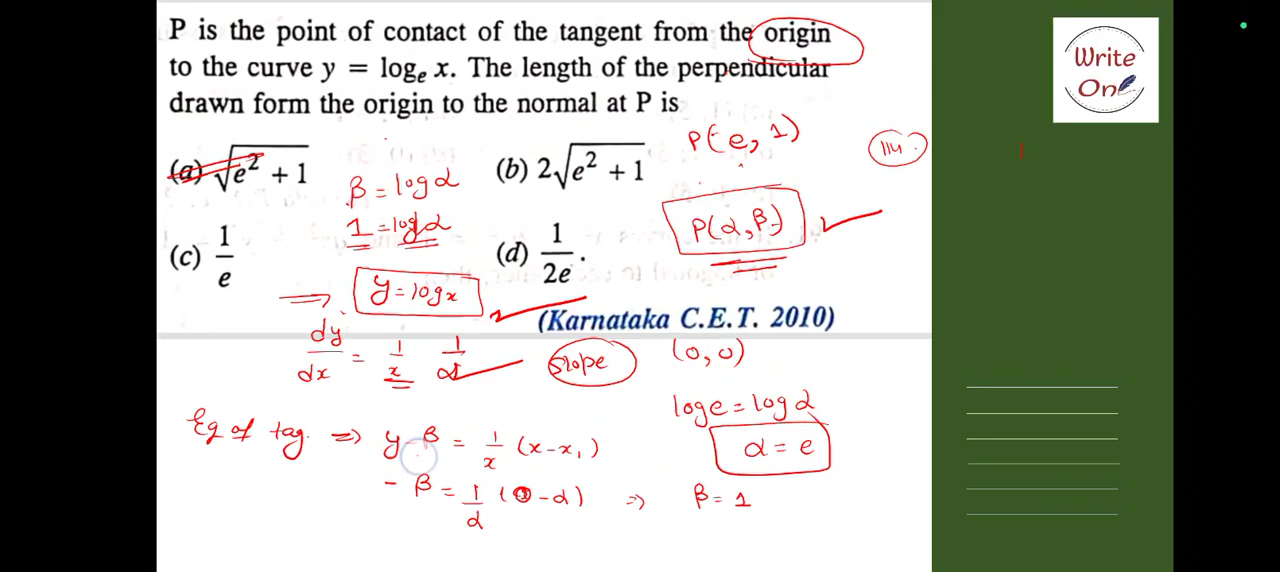 P is the point of contact of the tangent from the origin
to the curve y = logₑ x. The length of the perpendicular
drawn form the origin to the normal at P is
P(e, 1)
(a) √(e² + 1)
(b) 2√(e² + 1)
β = log α
1 = log α
P(α, β)
(c) 1/e
(d) 1/2e.
⇒ y = log x
(Karnataka C.E.T. 2010)
dy/dx = 1/x 1/α
Slope
(0, 0)
log e = log α
Eq of tag. ⇒ y - β = 1/x (x - x₁)
α = e
- β = 1/α (0 - α) ⇒ β = 1
Write
On